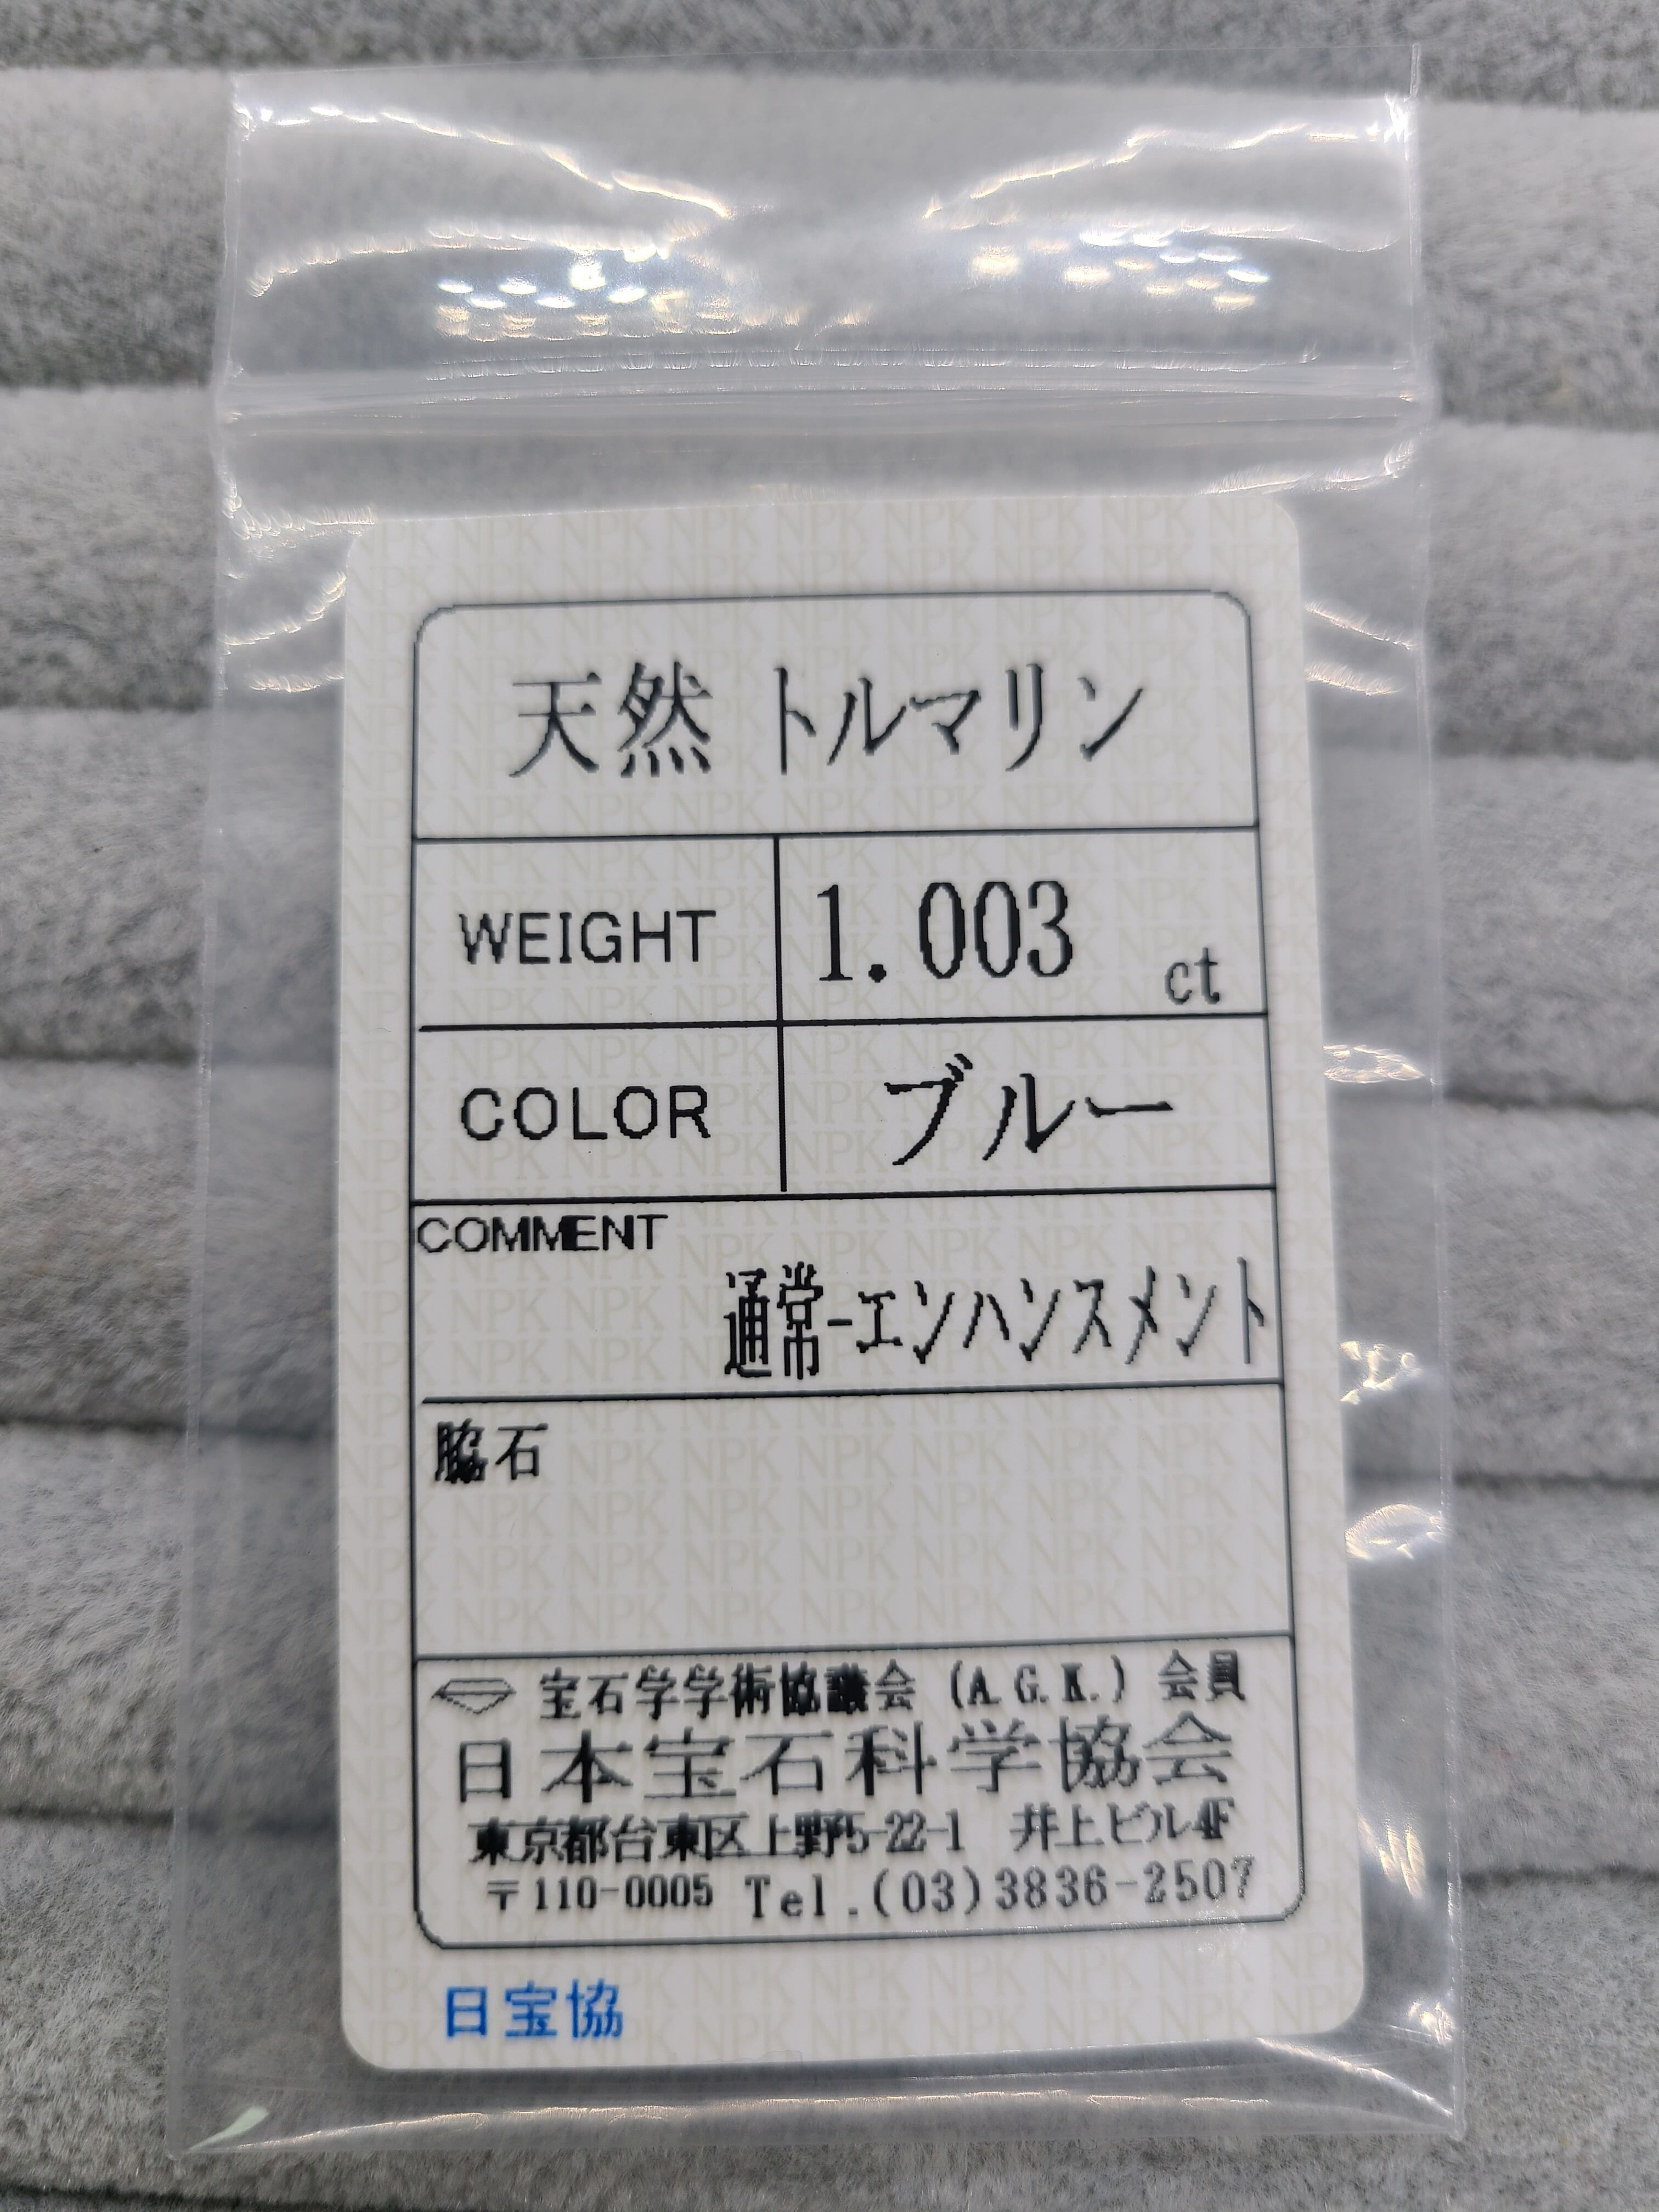 天然 トルマリン
WEIGHT 1.003 ct
COLOR ブルー
COMMENT
通常-エンハンスメント
脇石
宝石学学術協議会 (A.G.K.) 会員
日本宝石科学協会
東京都台東区上野5-22-1 井上ビル4F
〒110-0005 Tel.(03)3836-2507
日宝協